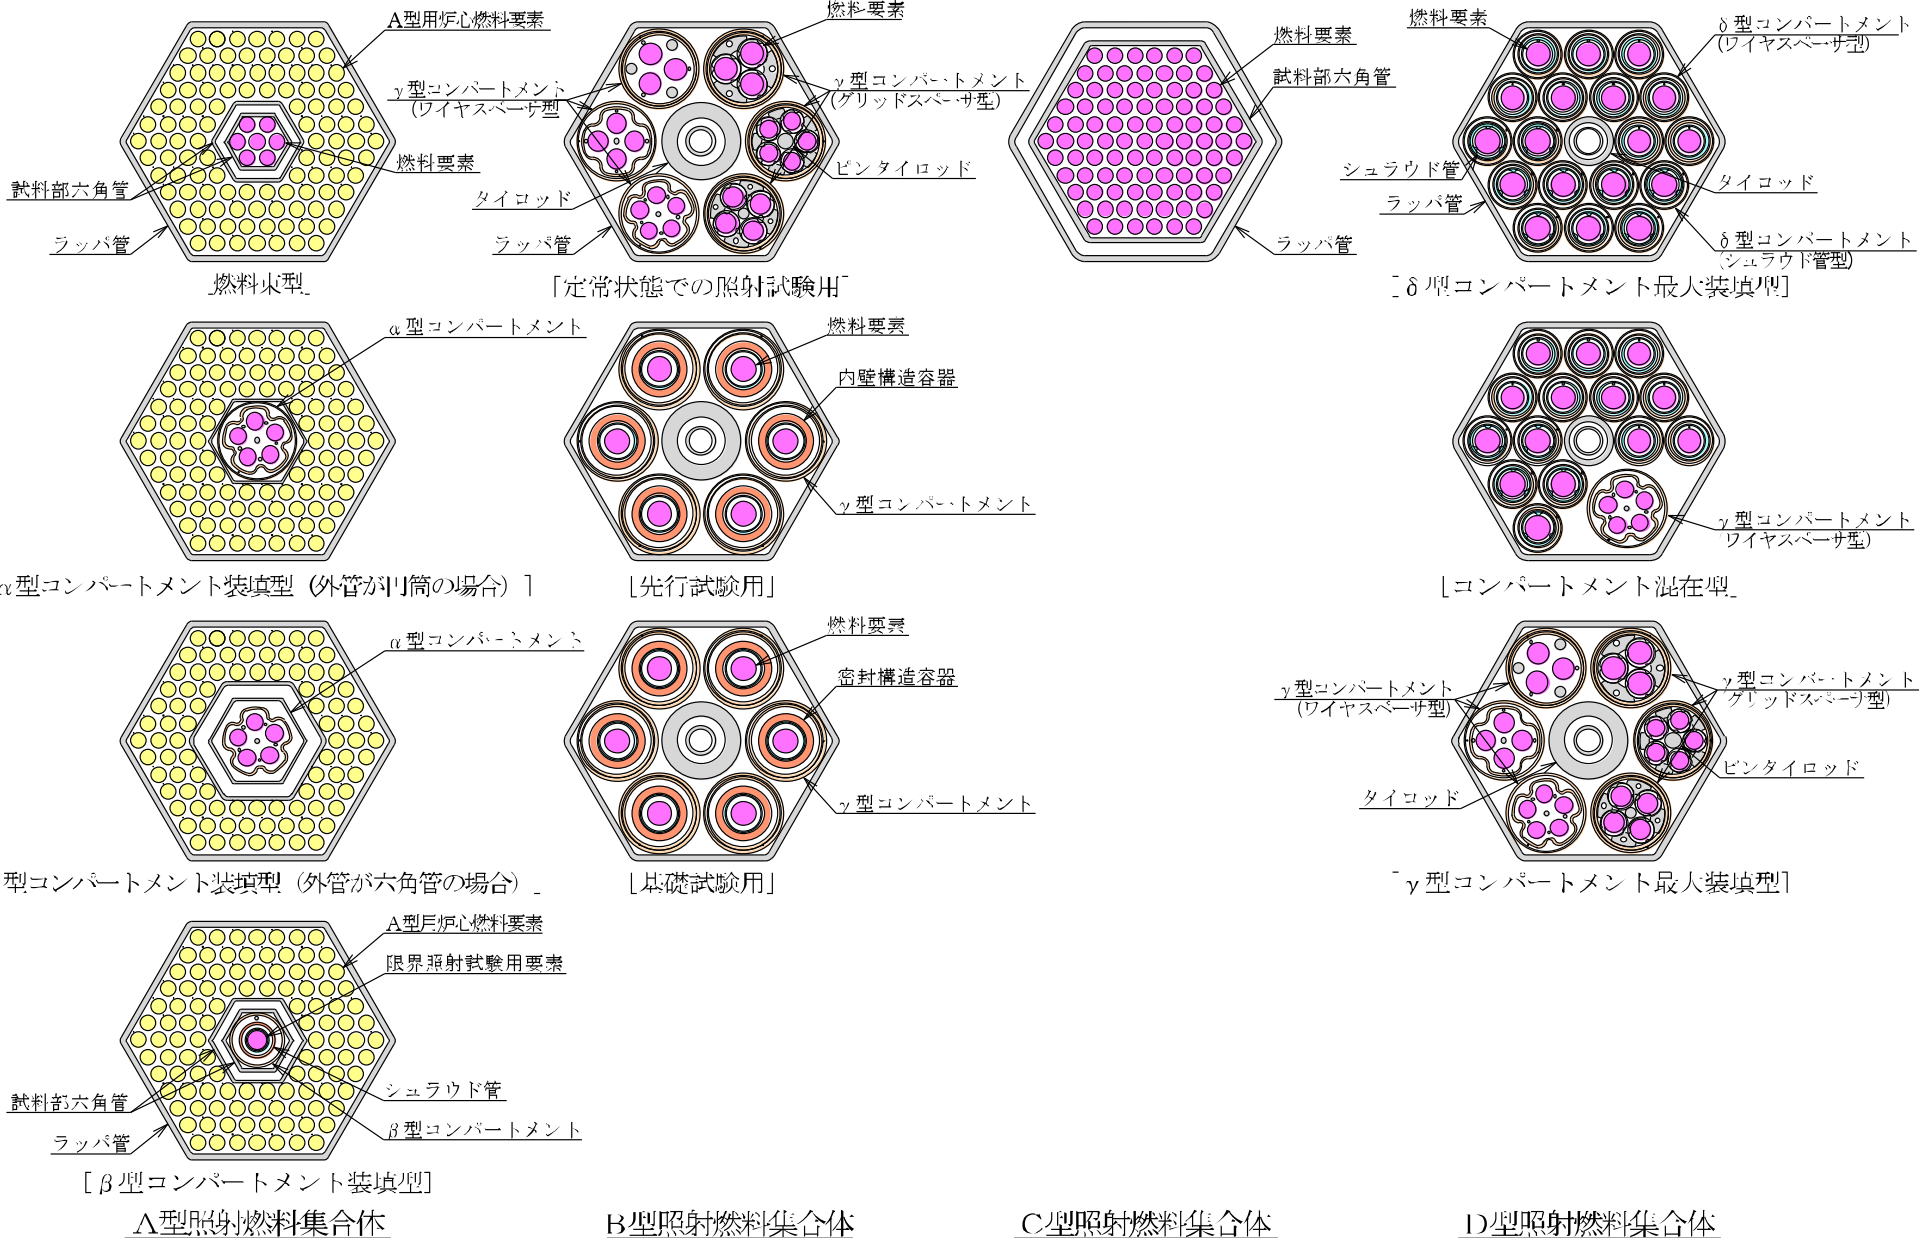 A型用炉心燃料要素
燃料要素
試料部六角管
ラッパ管
燃料束型
燃料要素
γ型コンパートメント
(ワイヤスペーサ型
γ型コンパートメント
(グリッドスペーサ型)
ピンタイロッド
タイロッド
ラッパ管
「定常状態での照射試験用」
燃料要素
試料部六角管
ラッパ管
燃料要素
δ型コンパートメント
(ワイヤスペーサ型)
シュラウド管
ラッパ管
タイロッド
δ型コンパートメント
(シュラウド管型)
[δ型コンパートメント最大装填型]
α型コンパートメント
α型コンパートメント装填型（外管が円筒の場合）]
燃料要素
内壁構造容器
γ型コンパートメント
[先行試験用]
γ型コンパートメント
ワイヤスペーサ型)
[コンパートメント混在型]
α型コンパートメント
型コンパートメント装填型（外管が六角管の場合）
燃料要素
密封構造容器
γ型コンパートメント
[基礎試験用]
γ型コンパートメント
(ワイヤスペーサ型)
γ型コンパートメント
グリッドスペーサ型)
ピンタイロッド
タイロッド
「γ型コンパートメント最大装填型]
A型用炉心燃料要素
限界照射試験用要素
シュラウド管
β型コンパートメント
試料部六角管
ラッパ管
[β型コンパートメント装填型]
A型照射燃料集合体
B型照射燃料集合体
C型照射燃料集合体
D型照射燃料集合体